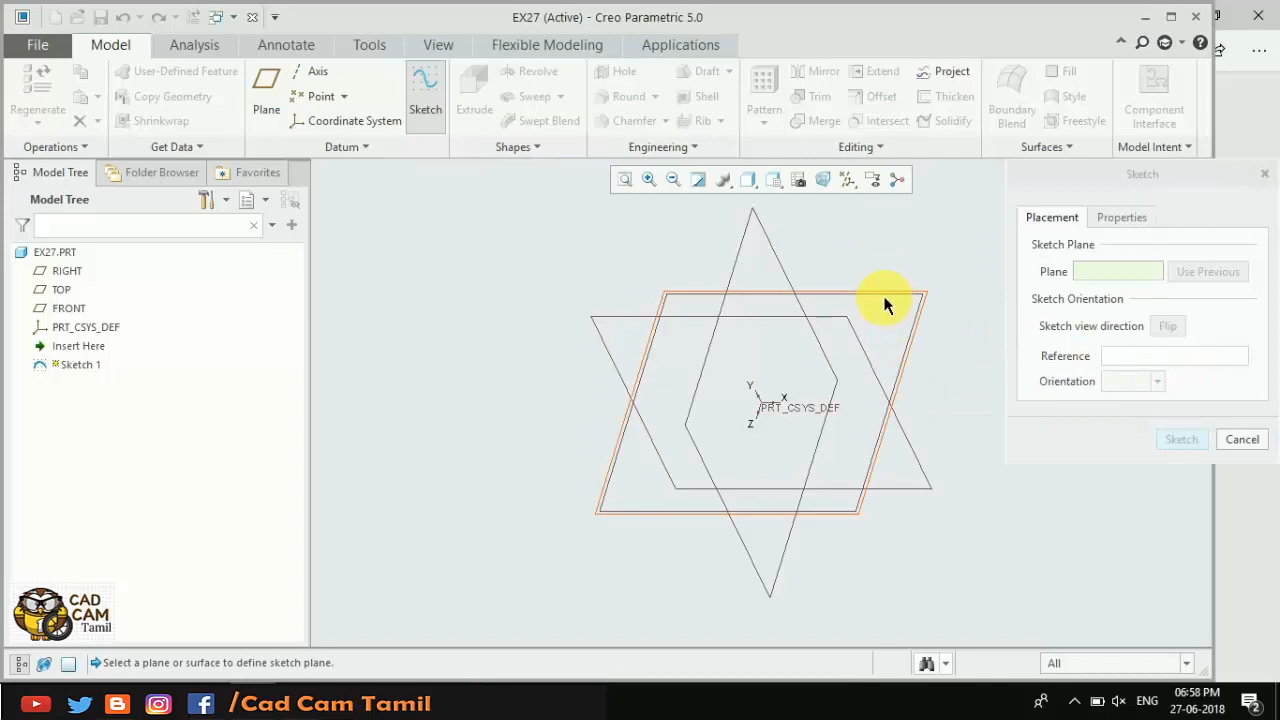 EX27 (Active) - Creo Parametric 5.0
File Model Analysis Annotate Tools View Flexible Modeling Applications
Regenerate
User-Defined Feature
Copy Geometry
Shrinkwrap
Plane
Axis
Point
Coordinate System
Sketch
Extrude
Revolve
Sweep
Swept Blend
Hole
Round
Chamfer
Draft
Shell
Rib
Pattern
Mirror
Trim
Merge
Extend
Offset
Intersect
Project
Thicken
Solidify
Boundary
Blend
Fill
Style
Freestyle
Component
Interface
Operations Get Data Datum Shapes Engineering Editing Surfaces Model Intent
Model Tree Folder Browser Favorites
Model Tree
EX27.PRT
RIGHT
TOP
FRONT
PRT_CSYS_DEF
Insert Here
Sketch 1
Y
X
PRT_CSYS_DEF
Z
Sketch
Placement Properties
Sketch Plane
Plane Use Previous
Sketch Orientation
Sketch view direction Flip
Reference
Orientation
Sketch Cancel
CAD
CAM
Tamil
Select a plane or surface to define sketch plane.
All
/Cad Cam Tamil
ENG
06:58 PM
27-06-2018
2